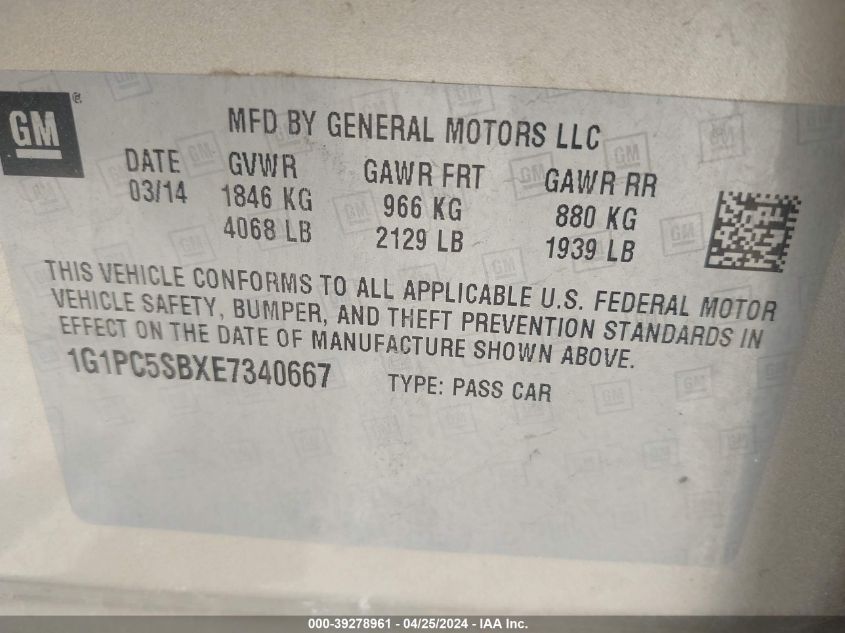 GM®
MFD BY GENERAL MOTORS LLC
DATE GVWR GAWR FRT GAWR RR
03/14 1846 KG 966 KG 880 KG
4068 LB 2129 LB 1939 LB
THIS VEHICLE CONFORMS TO ALL APPLICABLE U.S. FEDERAL MOTOR
VEHICLE SAFETY, BUMPER, AND THEFT PREVENTION STANDARDS IN
EFFECT ON THE DATE OF MANUFACTURE SHOWN ABOVE.
1G1PC5SBXE7340667 TYPE: PASS CAR
000-39278961 - 04/25/2024 - IAA Inc.